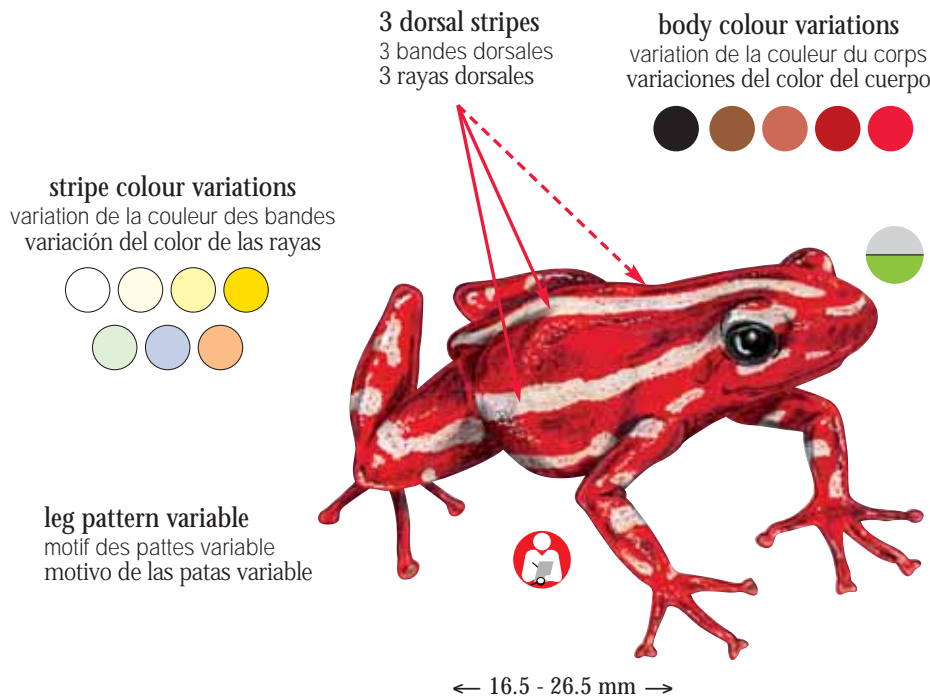 3 dorsal stripes
3 bandes dorsales
3 rayas dorsales
body colour variations
variation de la couleur du corps
variaciones del color del cuerpo
stripe colour variations
variation de la couleur des bandes
variación del color de las rayas
leg pattern variable
motif des pattes variable
motivo de las patas variable
← 16.5 - 26.5 mm →